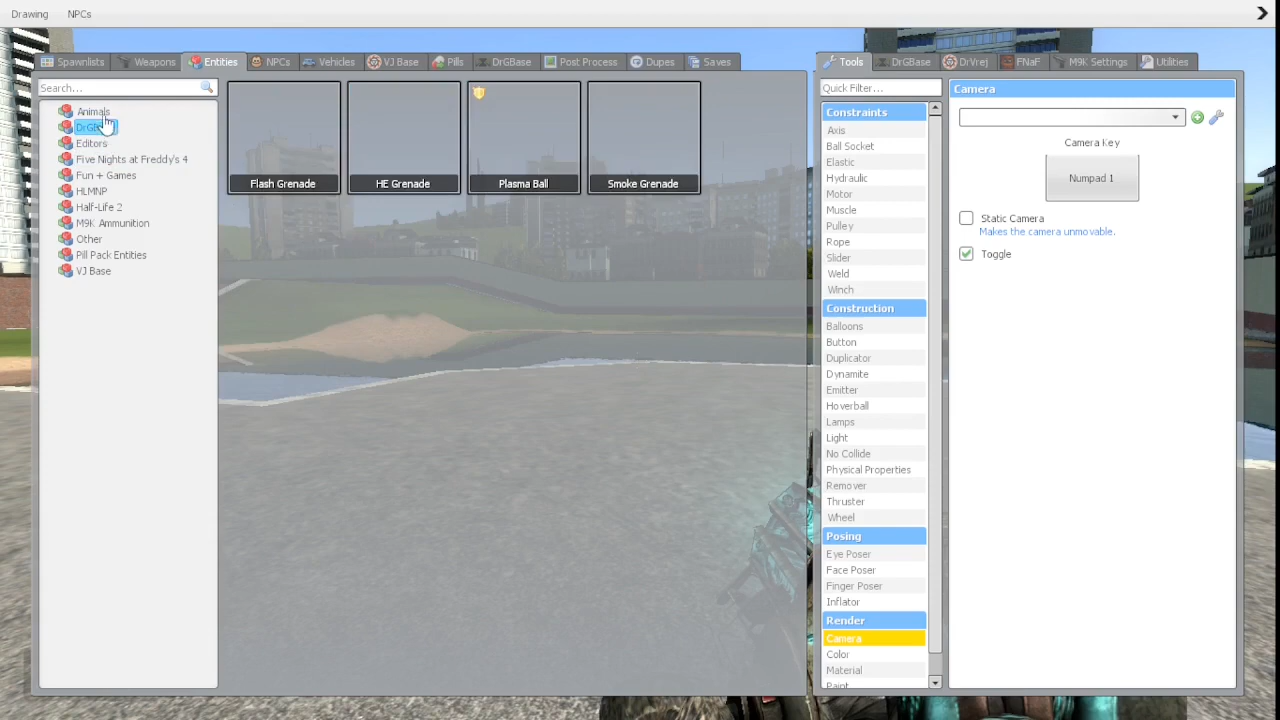 Drawing NPCs
Spawnlists Weapons Entities NPCs Vehicles VJ Base Pills DrGBase Post Process Dupes Saves
Search...
Animals
Editors
Five Nights at Freddy's 4
Fun + Games
HLMNP
Half-Life 2
M9K Ammunition
Other
Pill Pack Entities
VJ Base
Flash Grenade HE Grenade Plasma Ball Smoke Grenade
Tools DrGBase DrVrej FNaF M9K Settings Utilities
Quick Filter...
Constraints
Axis
Ball Socket
Elastic
Hydraulic
Motor
Muscle
Pulley
Rope
Slider
Weld
Winch
Construction
Balloons
Button
Duplicator
Dynamite
Emitter
Hoverball
Lamps
Light
No Collide
Physical Properties
Remover
Thruster
Wheel
Posing
Eye Poser
Face Poser
Finger Poser
Inflator
Render
Camera
Color
Material
Paint
Camera
Camera Key
Numpad 1
Static Camera
Makes the camera unmovable.
Toggle